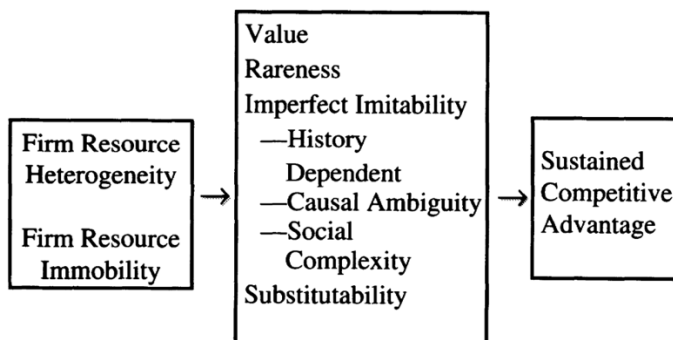 Firm Resource
Heterogeneity
Firm Resource
Immobility
Value
Rareness
Imperfect Imitability
—History
Dependent
—Causal Ambiguity
—Social
Complexity
Substitutability
Sustained
Competitive
Advantage